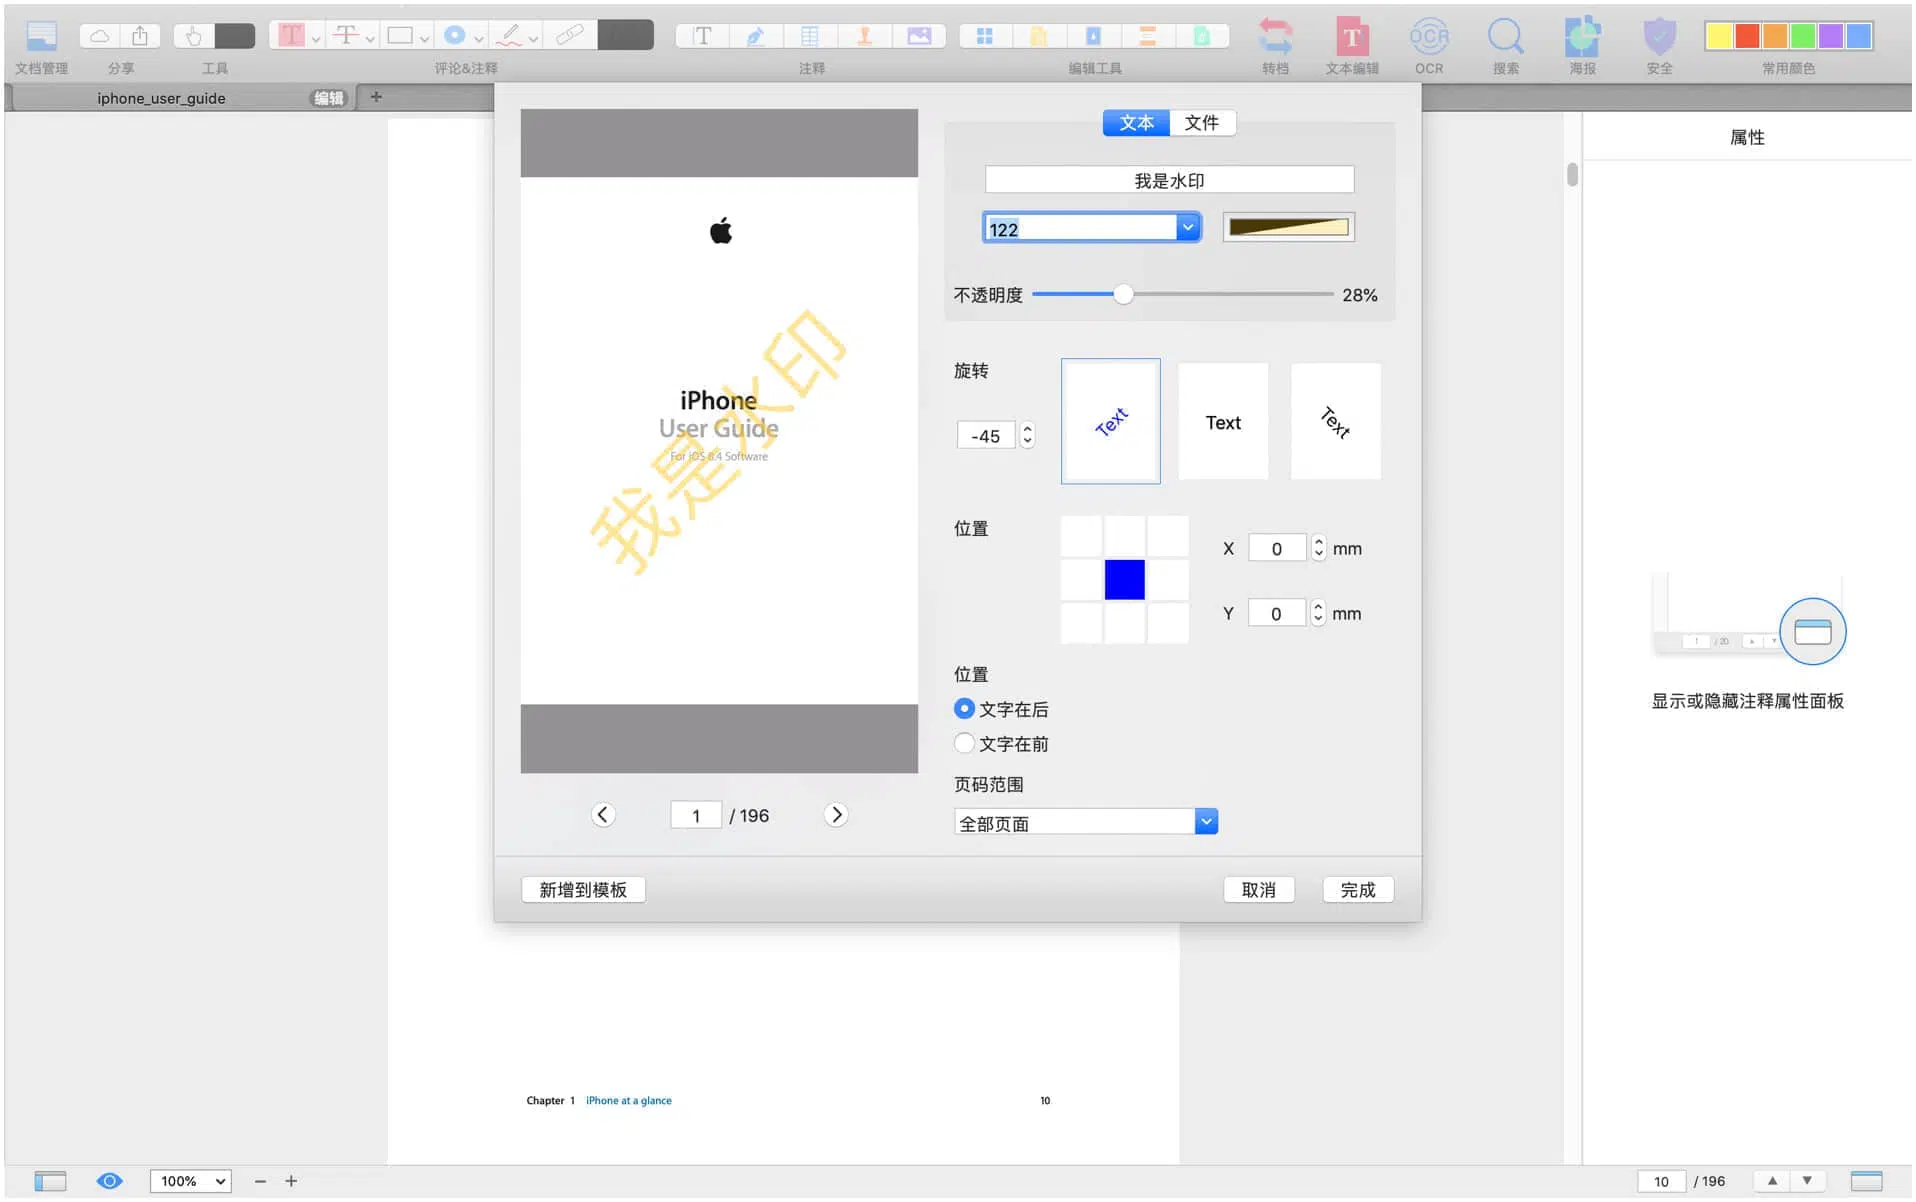 文档管理
分享
工具
评论&注释
注释
编辑工具
转档
文本编辑
OCR
OCR
搜索
海报
安全
常用颜色
iphone_user_guide
编辑
+
文本
文件
我是水印
122
不透明度
28%
旋转
-45
Text
Text
Text
位置
X
0
mm
Y
0
mm
位置
文字在后
文字在前
页码范围
全部页面
iPhone
User Guide
For iOS 8.4 Software
我是水印
1
/ 196
新增到模板
取消
完成
属性
1 / 20
显示或隐藏注释属性面板
Chapter 1 iPhone at a glance
10
100%
10 / 196